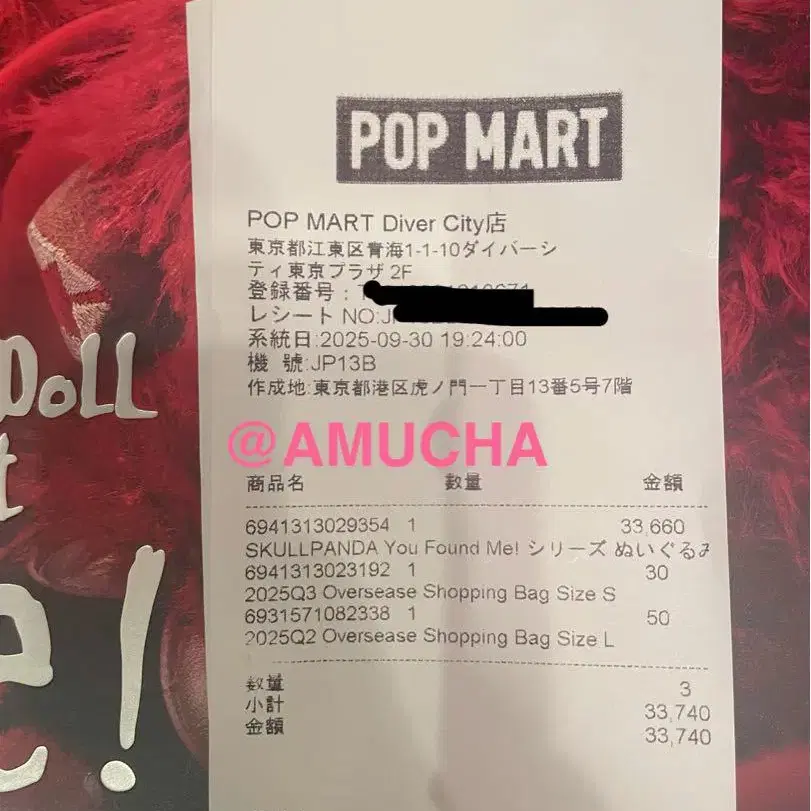 POP MART
POP MART Diver City店
東京都江東区青海1-1-10ダイバーシ
ティ東京プラザ 2F
登録番号：
レシート NO:
系統日:2025-09-30 19:24:00
機 號:JP13B
作成地:東京都港区虎ノ門一丁目13番5号7階
@AMUCHA
商品名 数量 金額
6941313029354 1 33,660
SKULLPANDA You Found Me! シリーズ ぬいぐるみ
6941313023192 1 30
2025Q3 Oversease Shopping Bag Size S
6931571082338 1 50
2025Q2 Oversease Shopping Bag Size L
数量 3
小計 33,740
金額 33,740